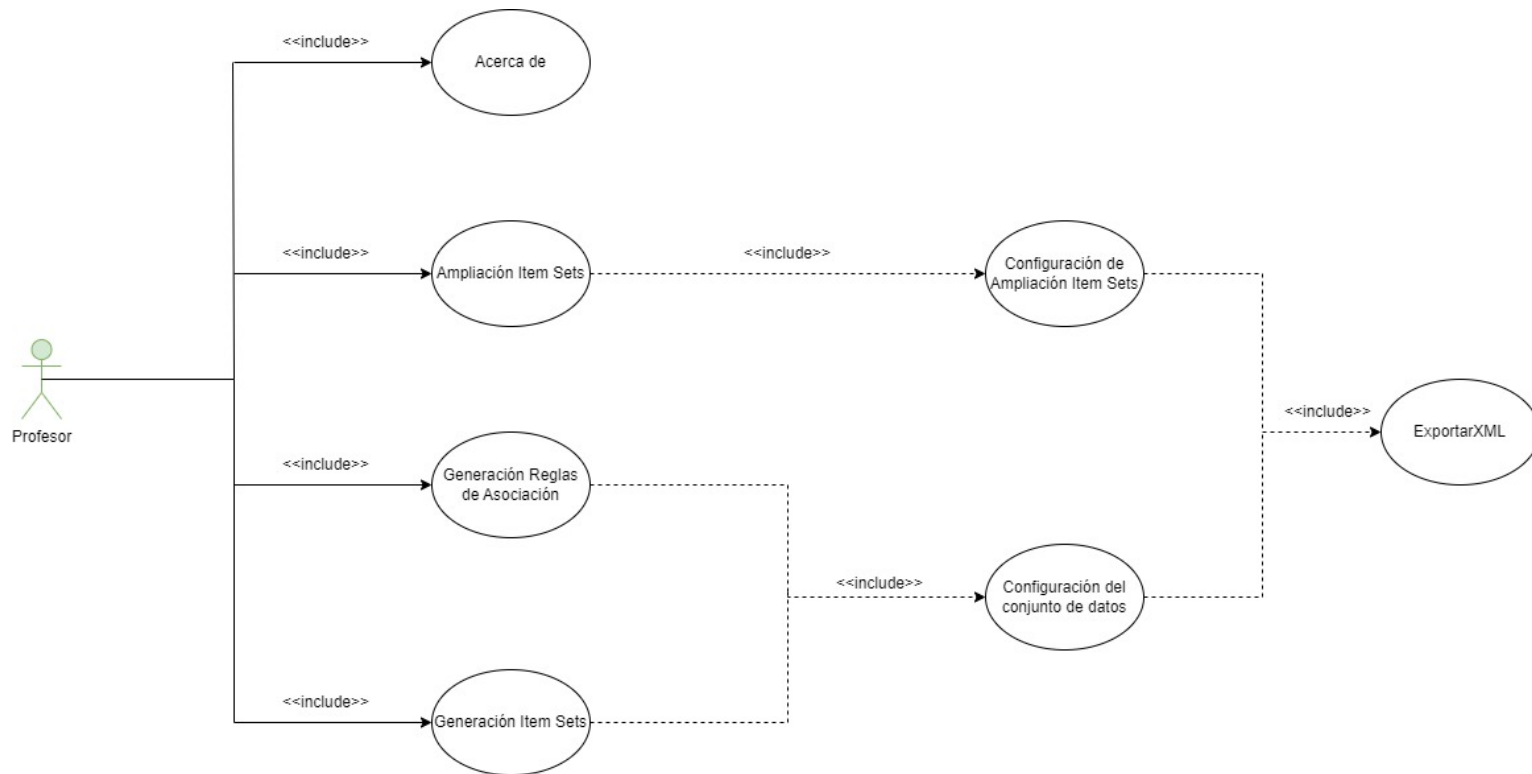 <<include>>
Acerca de
<<include>>
Ampliación Item Sets
<<include>>
Configuración de
Ampliación Item Sets
Profesor
<<include>>
Generación Reglas
de Asociación
<<include>>
ExportarXML
<<include>>
Configuración del
conjunto de datos
<<include>>
Generación Item Sets